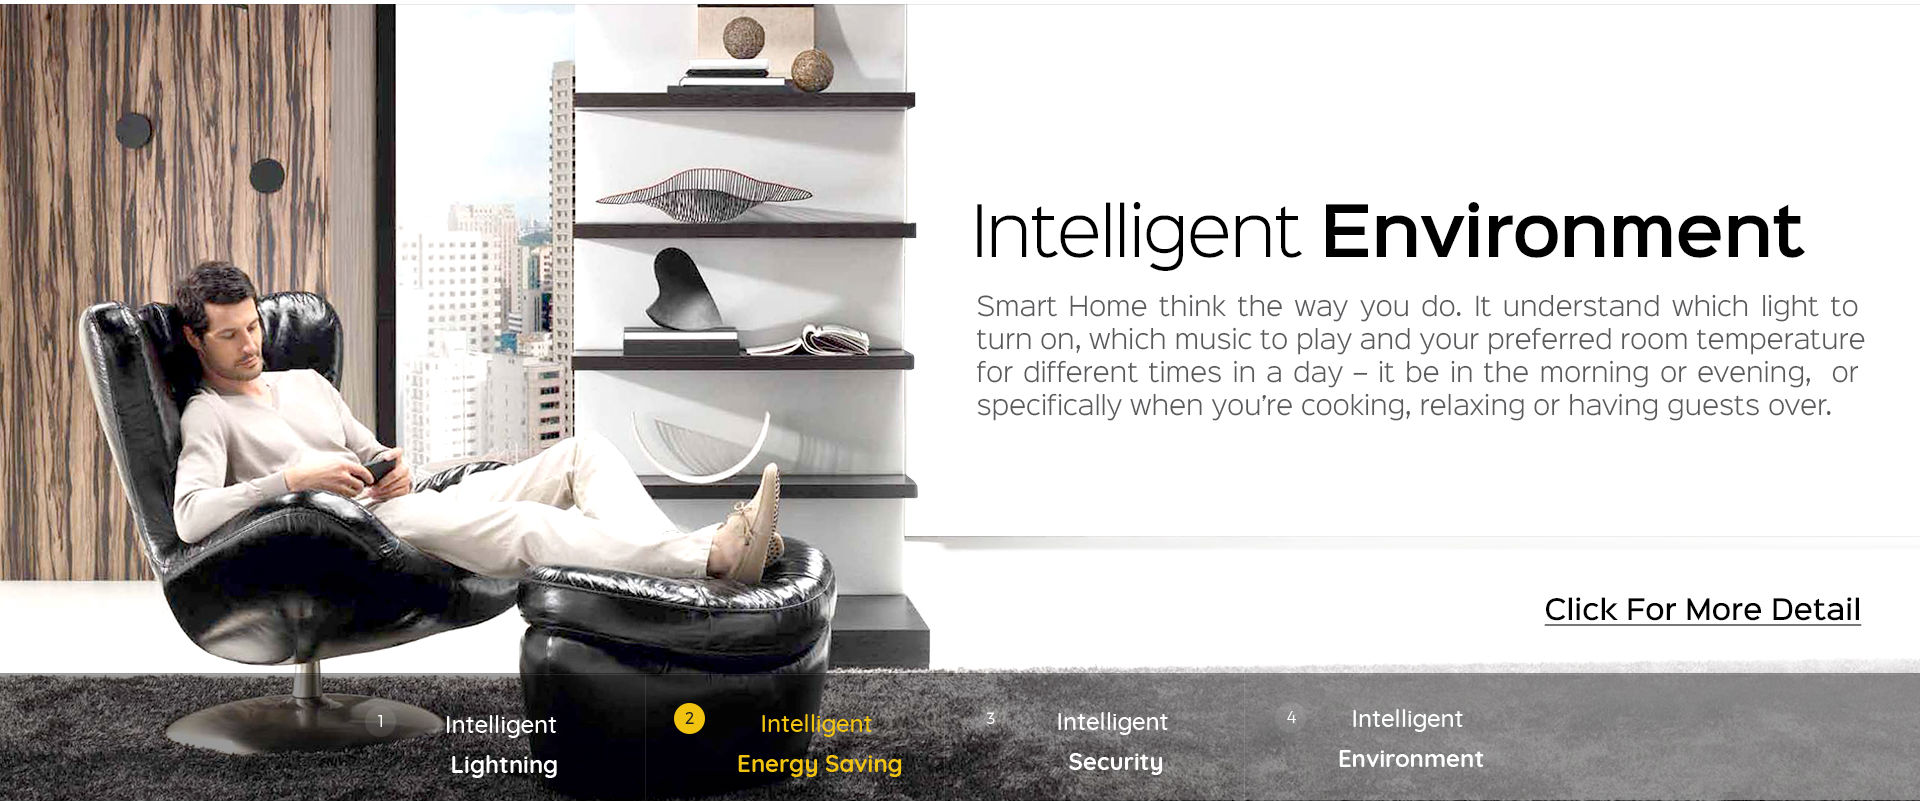 Intelligent Environment
Smart Home think the way you do. It understand which light to
turn on, which music to play and your preferred room temperature
for different times in a day – it be in the morning or evening, or
specifically when you're cooking, relaxing or having guests over.
Click For More Detail
1 Intelligent
Lightning
2 Intelligent
Energy Saving
3 Intelligent
Security
4 Intelligent
Environment